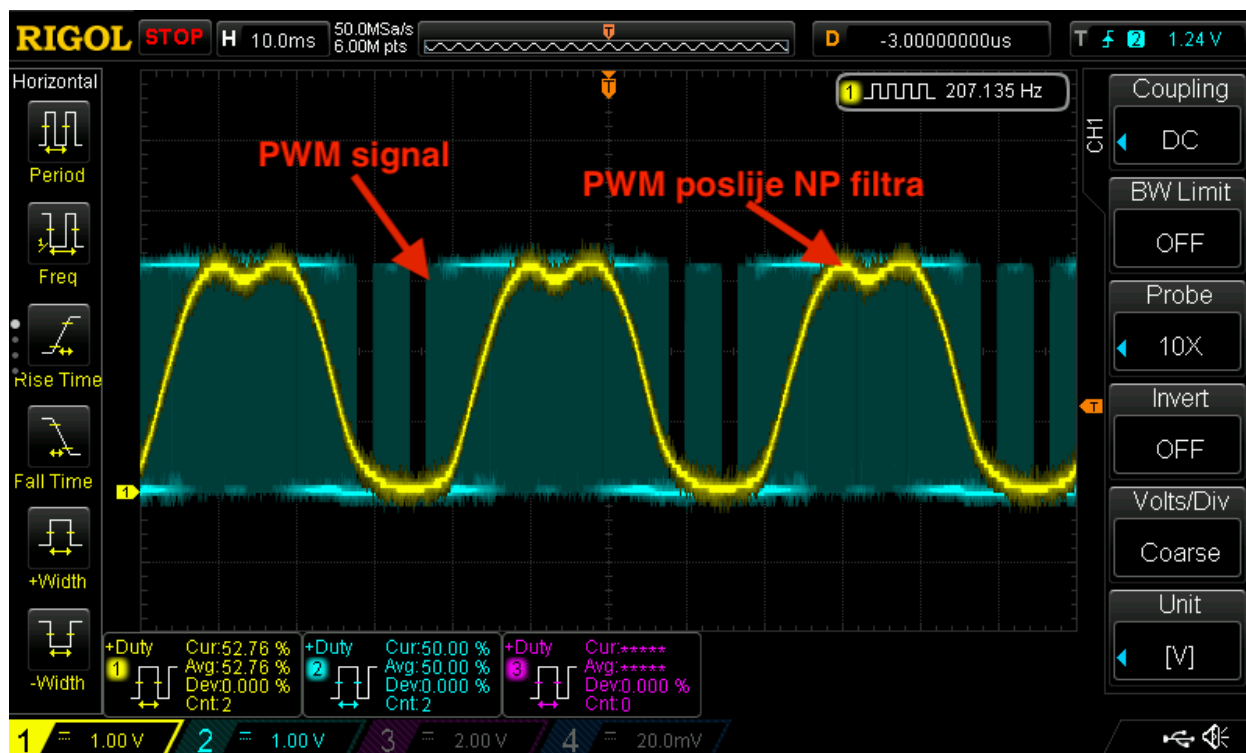 RIGOL STOP H 10.0ms 50.0MSa/s 6.00M pts D -3.00000000us T 2 1.24 V
T
Horizontal
Period
Freq
Rise Time
Fall Time
+Width
-Width
1 207.135 Hz
PWM signal
PWM poslije NP filtra
T
1
CH1
Coupling
DC
BW Limit
OFF
Probe
10X
Invert
OFF
Volts/Div
Coarse
Unit
[V]
+Duty Cur:52.76 %
1 Avg:52.76 %
Dev:0.000 %
Cnt:2
+Duty Cur:50.00 %
2 Avg:50.00 %
Dev:0.000 %
Cnt:2
+Duty Cur:*****
3 Avg:*****
Dev:0.000 %
Cnt:0
1 = 1.00 V 2 = 1.00 V 3 = 2.00 V 4 = 20.0mV